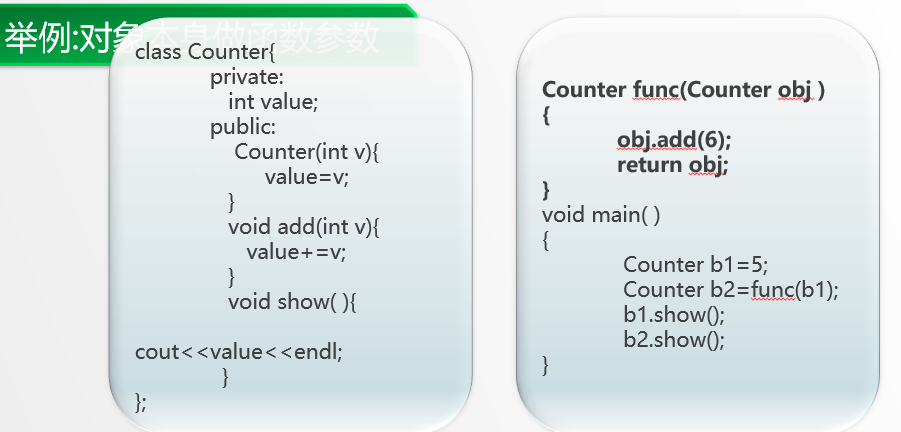 举例:对象本身做函数参数
class Counter{
private:
int value;
public:
Counter(int v){
value=v;
}
void add(int v){
value+=v;
}
void show( ){
cout<<value<<endl;
}
};
Counter func(Counter obj )
{
obj.add(6);
return obj;
}
void main( )
{
Counter b1=5;
Counter b2=func(b1);
b1.show();
b2.show();
}